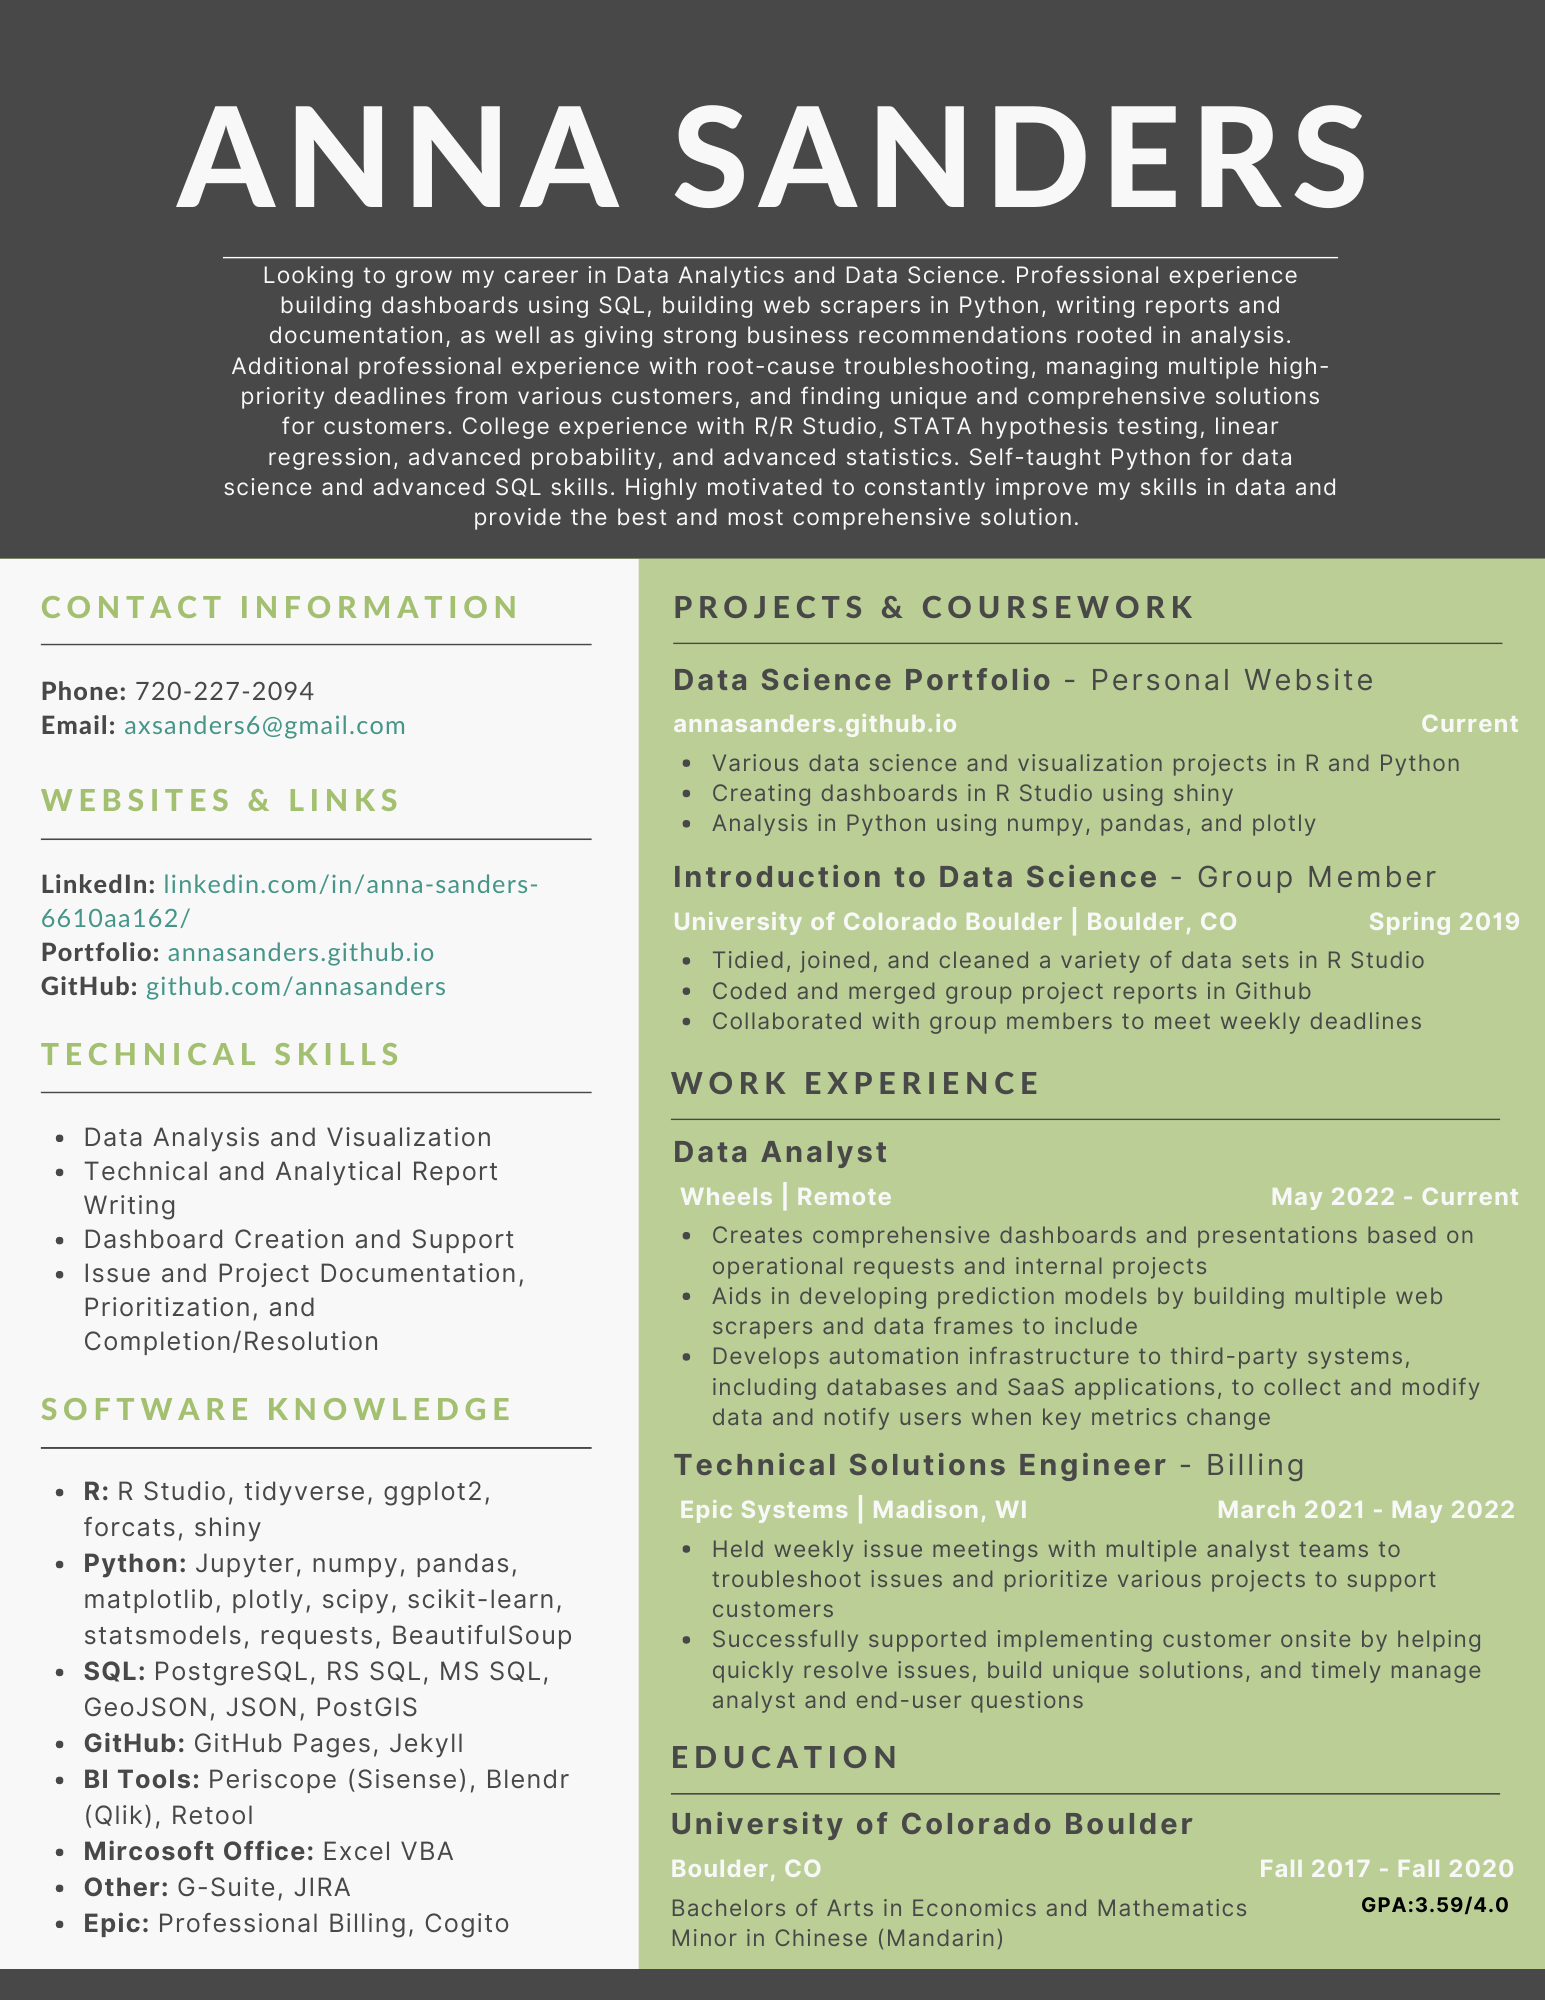 ANNA SANDERS
Looking to grow my career in Data Analytics and Data Science. Professional experience
building dashboards using SQL, building web scrapers in Python, writing reports and
documentation, as well as giving strong business recommendations rooted in analysis.
Additional professional experience with root-cause troubleshooting, managing multiple high-
priority deadlines from various customers, and finding unique and comprehensive solutions
for customers. College experience with R/R Studio, STATA hypothesis testing, linear
regression, advanced probability, and advanced statistics. Self-taught Python for data
science and advanced SQL skills. Highly motivated to constantly improve my skills in data and
provide the best and most comprehensive solution.
CONTACT INFORMATION
Phone: 720-227-2094
Email: axsanders6@gmail.com
WEBSITES & LINKS
LinkedIn: linkedin.com/in/anna-sanders-
6610aa162/
Portfolio: annasanders.github.io
GitHub: github.com/annasanders
TECHNICAL SKILLS
• Data Analysis and Visualization
• Technical and Analytical Report
Writing
• Dashboard Creation and Support
• Issue and Project Documentation,
Prioritization, and
Completion/Resolution
SOFTWARE KNOWLEDGE
• R: R Studio, tidyverse, ggplot2,
forcats, shiny
• Python: Jupyter, numpy, pandas,
matplotlib, plotly, scipy, scikit-learn,
statsmodels, requests, BeautifulSoup
• SQL: PostgreSQL, RS SQL, MS SQL,
GeoJSON, JSON, PostGIS
• GitHub: GitHub Pages, Jekyll
• BI Tools: Periscope (Sisense), Blendr
(Qlik), Retool
• Mircosoft Office: Excel VBA
• Other: G-Suite, JIRA
• Epic: Professional Billing, Cogito
PROJECTS & COURSEWORK
Data Science Portfolio - Personal Website
annasanders.github.io Current
• Various data science and visualization projects in R and Python
• Creating dashboards in R Studio using shiny
• Analysis in Python using numpy, pandas, and plotly
Introduction to Data Science - Group Member
University of Colorado Boulder | Boulder, CO Spring 2019
• Tidied, joined, and cleaned a variety of data sets in R Studio
• Coded and merged group project reports in Github
• Collaborated with group members to meet weekly deadlines
WORK EXPERIENCE
Data Analyst
Wheels | Remote May 2022 - Current
• Creates comprehensive dashboards and presentations based on
operational requests and internal projects
• Aids in developing prediction models by building multiple web
scrapers and data frames to include
• Develops automation infrastructure to third-party systems,
including databases and SaaS applications, to collect and modify
data and notify users when key metrics change
Technical Solutions Engineer - Billing
Epic Systems | Madison, WI March 2021 - May 2022
• Held weekly issue meetings with multiple analyst teams to
troubleshoot issues and prioritize various projects to support
customers
• Successfully supported implementing customer onsite by helping
quickly resolve issues, build unique solutions, and timely manage
analyst and end-user questions
EDUCATION
University of Colorado Boulder
Boulder, CO Fall 2017 - Fall 2020
Bachelors of Arts in Economics and Mathematics GPA:3.59/4.0
Minor in Chinese (Mandarin)